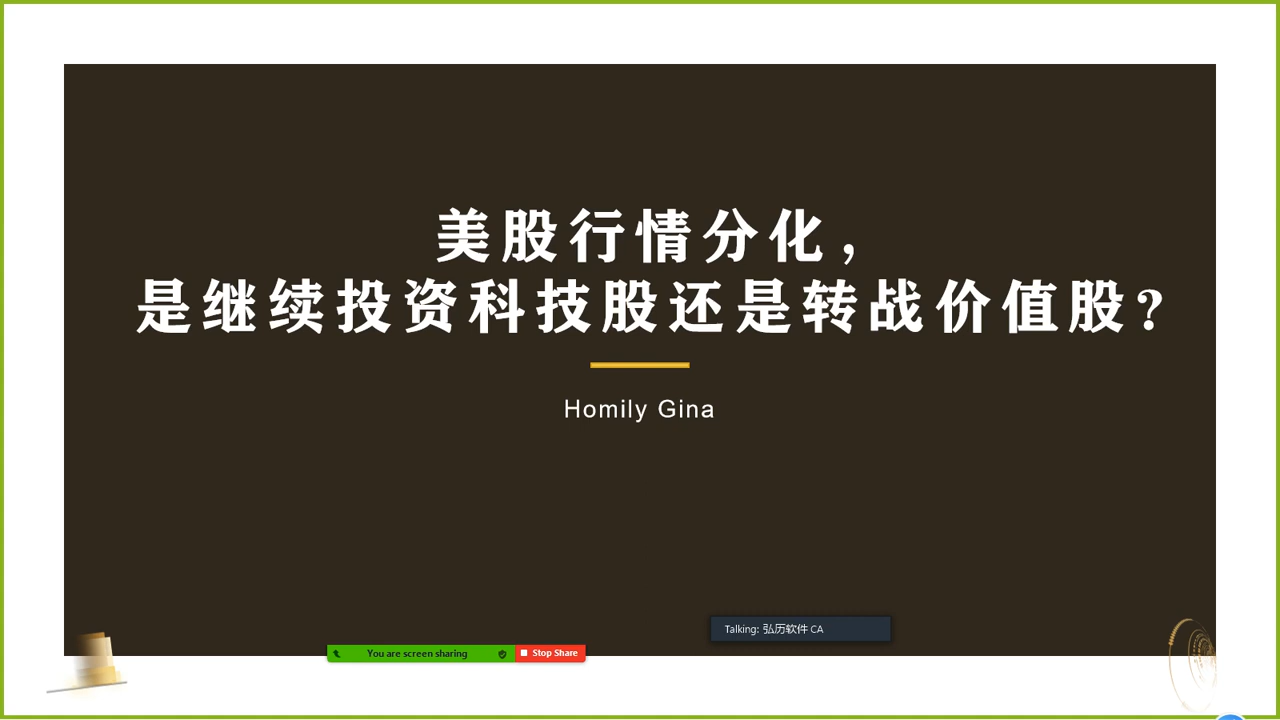 美股行情分化，
是继续投资科技股还是转战价值股？
Homily Gina
Talking: 弘历软件 CA
You are screen sharing
Stop Share